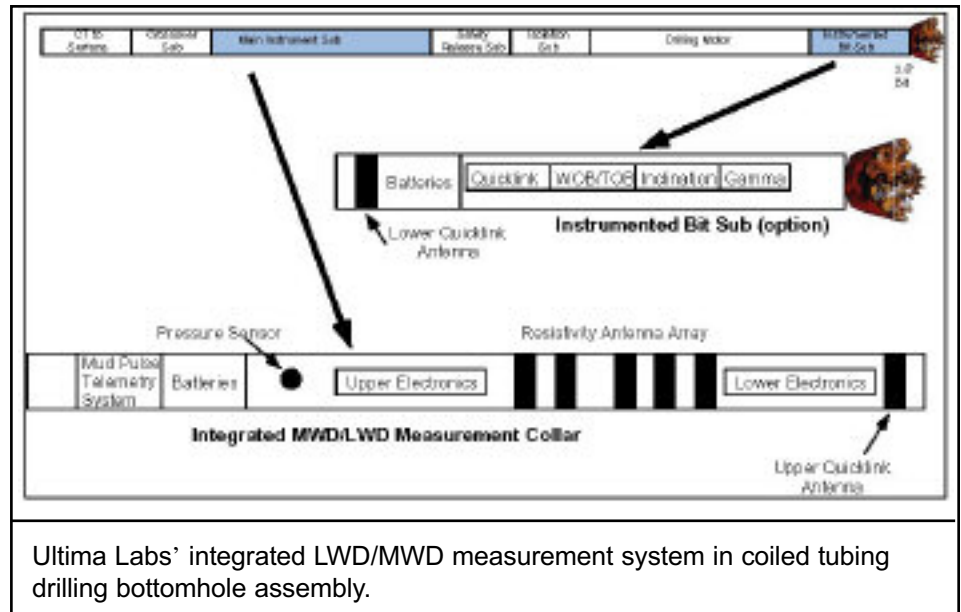 CT to
Sub
Main Instrument Sub
Safety
Release Sub
Isolation
Sub
Drilling Motor
Instrumented
Bit Sub
Bit
Batteries
Quicklink
WOB/TOB
Inclination
Gamma
Lower Quicklink
Antenna
Instrumented Bit Sub (option)
Pressure Sensor
Resistivity Antenna Array
Mud Pulse
Telemetry
System
Batteries
Upper Electronics
Lower Electronics
Integrated MWD/LWD Measurement Collar
Upper Quicklink
Antenna
Ultima Labs’ integrated LWD/MWD measurement system in coiled tubing
drilling bottomhole assembly.